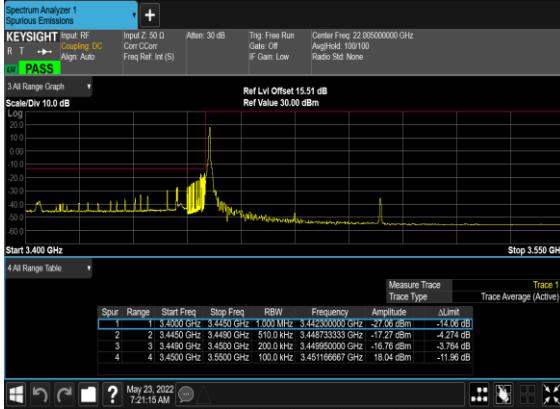 Spectrum Analyzer 1
Spurious Emissions
+
KEYSIGHT Input: RF Input Z: 50 Ω Atten: 30 dB Trig: Free Run Center Freq: 22.005000000 GHz
R T Coupling: DC Corr CCorr Gate: Off Avg|Hold: 100/100
Align: Auto Freq Ref: Int (S) IF Gain: Low Radio Std: None
PASS
3 All Range Graph
Ref Lvl Offset 15.51 dB
Scale/Div 10.0 dB Ref Value 30.00 dBm
Log
20.0
10.0
0.00
-10.0
-20.0
-30.0
-40.0
-50.0
-60.0
Start 3.400 GHz Stop 3.550 GH
4 All Range Table
Measure Trace Trace 1
Trace Type Trace Average (Active)
Spur Range Start Freq Stop Freq RBW Frequency Amplitude ΔLimit
1 1 3.4000 GHz 3.4450 GHz 1.000 MHz 3.442300000 GHz -27.06 dBm -14.06 dB
2 2 3.4450 GHz 3.4490 GHz 510.0 kHz 3.448733333 GHz -17.27 dBm -4.274 dB
3 3 3.4490 GHz 3.4500 GHz 200.0 kHz 3.449950000 GHz -16.76 dBm -3.764 dB
4 4 3.4500 GHz 3.5500 GHz 100.0 kHz 3.451166667 GHz 18.04 dBm -11.96 dB
? May 23, 2022
7:21:15 AM